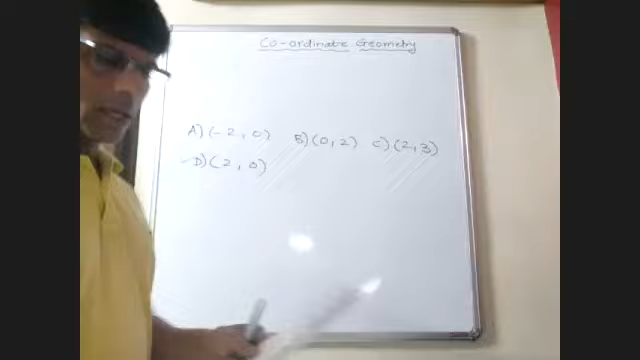 Co-ordinate Geometry
A) (-2, 0) B) (0, 2) C) (2, 3)
D) (2, 0)